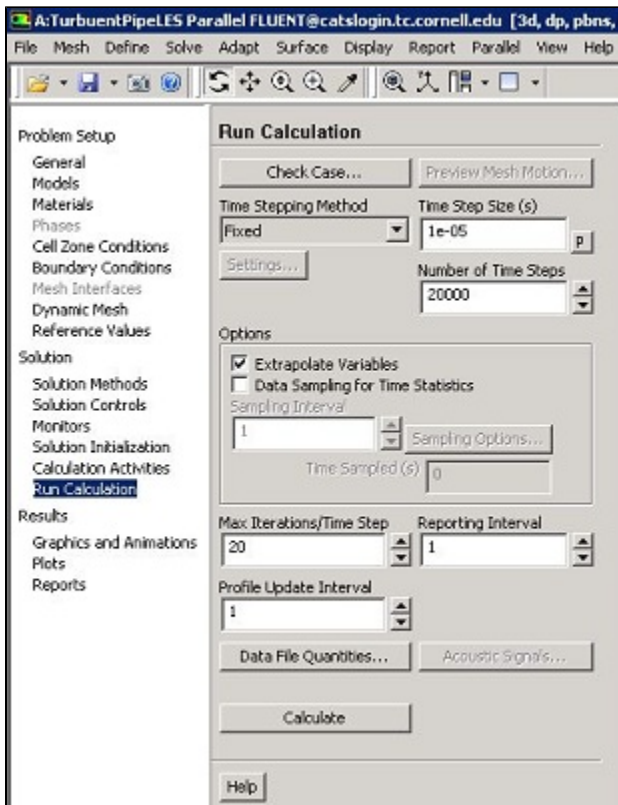 A:TurbuentPipeLES Parallel FLUENT@catslogin.tc.cornell.edu [3d, dp, pbns,
File Mesh Define Solve Adapt Surface Display Report Parallel View Help
Problem Setup
General
Models
Materials
Phases
Cell Zone Conditions
Boundary Conditions
Mesh Interfaces
Dynamic Mesh
Reference Values
Solution
Solution Methods
Solution Controls
Monitors
Solution Initialization
Calculation Activities
Run Calculation
Results
Graphics and Animations
Plots
Reports
Run Calculation
Check Case... Preview Mesh Motion...
Time Stepping Method Time Step Size (s)
Fixed 1e-05 P
Settings... Number of Time Steps
20000
Options
Extrapolate Variables
Data Sampling for Time Statistics
Sampling Interval
1 Sampling Options...
Time Sampled (s) 0
Max Iterations/Time Step Reporting Interval
20 1
Profile Update Interval
1
Data File Quantities... Acoustic Signals...
Calculate
Help